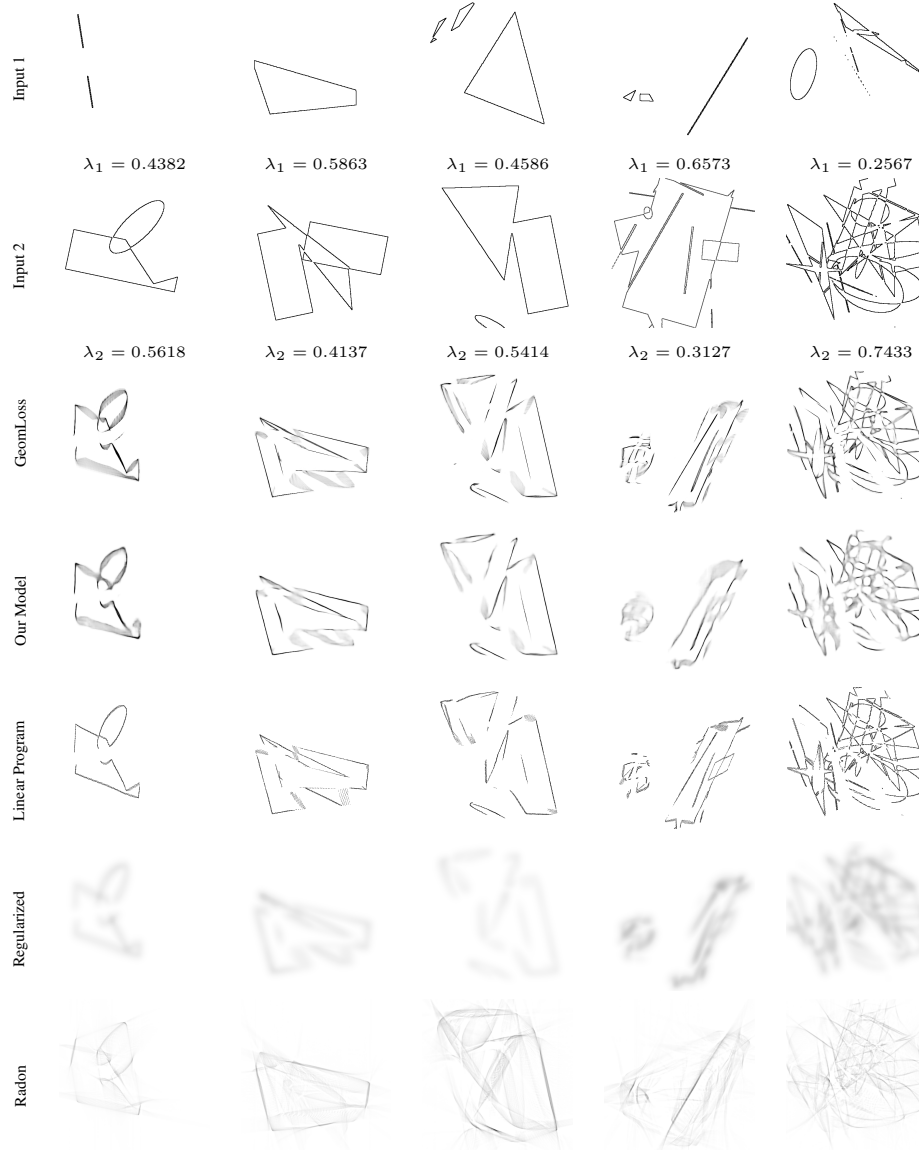 Input 1
λ₁ = 0.4382 λ₁ = 0.5863 λ₁ = 0.4586 λ₁ = 0.6573 λ₁ = 0.2567
Input 2
λ₂ = 0.5618 λ₂ = 0.4137 λ₂ = 0.5414 λ₂ = 0.3127 λ₂ = 0.7433
GeomLoss
Our Model
Linear Program
Regularized
Radon